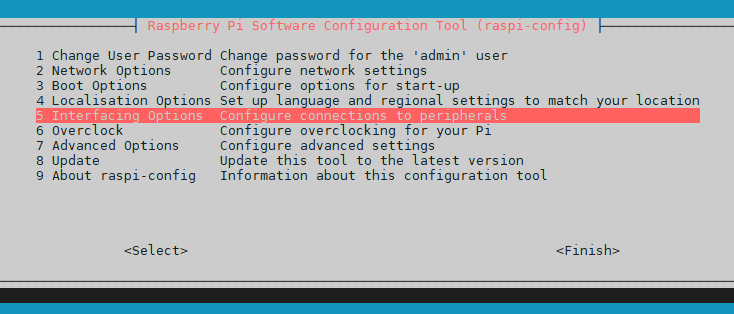 Raspberry Pi Software Configuration Tool (raspi-config)
1 Change User Password Change password for the 'admin' user
2 Network Options Configure network settings
3 Boot Options Configure options for start-up
4 Localisation Options Set up language and regional settings to match your location
5 Interfacing Options Configure connections to peripherals
6 Overclock Configure overclocking for your Pi
7 Advanced Options Configure advanced settings
8 Update Update this tool to the latest version
9 About raspi-config Information about this configuration tool
<Select> <Finish>